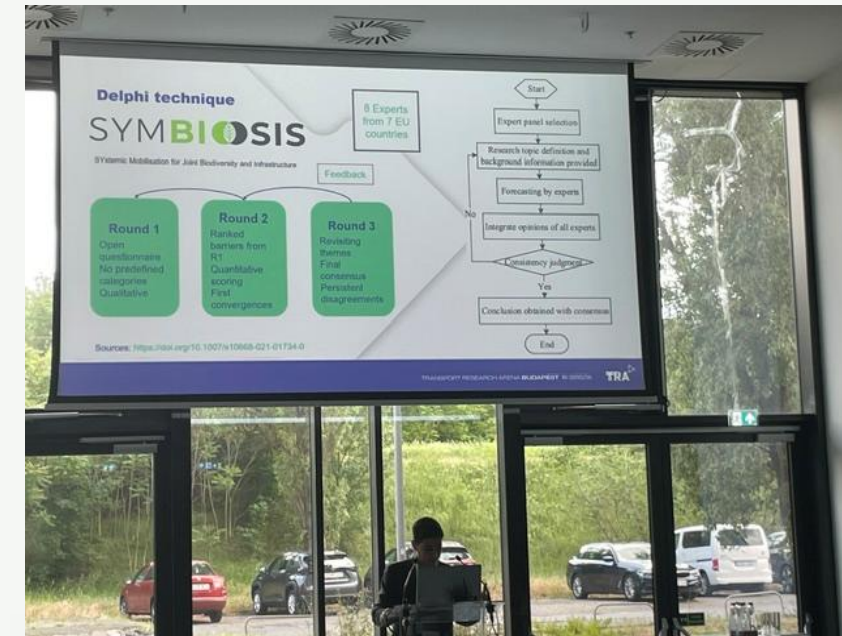 Delphi technique
SYMBIOSIS
SYstemic Mobilisation for Joint Biodiversity and Infrastructure
8 Experts
from 7 EU
countries
Feedback
Round 1
Open
questionnaire
No predefined
categories
Qualitative
Round 2
Ranked
barriers from
R1
Quantitative
scoring
First
convergences
Round 3
Revisiting
themes
Final
consensus
Persistent
disagreements
Sources: https://doi.org/10.1007/s10668-021-01734-0
Start
Expert panel selection
Research topic definition and
background information provided
Forecasting by experts
No
Integrate opinions of all experts
Consistency judgment
Yes
Conclusion obtained with consensus
End
TRANSPORT RESEARCH ARENA BUDAPEST
TRA